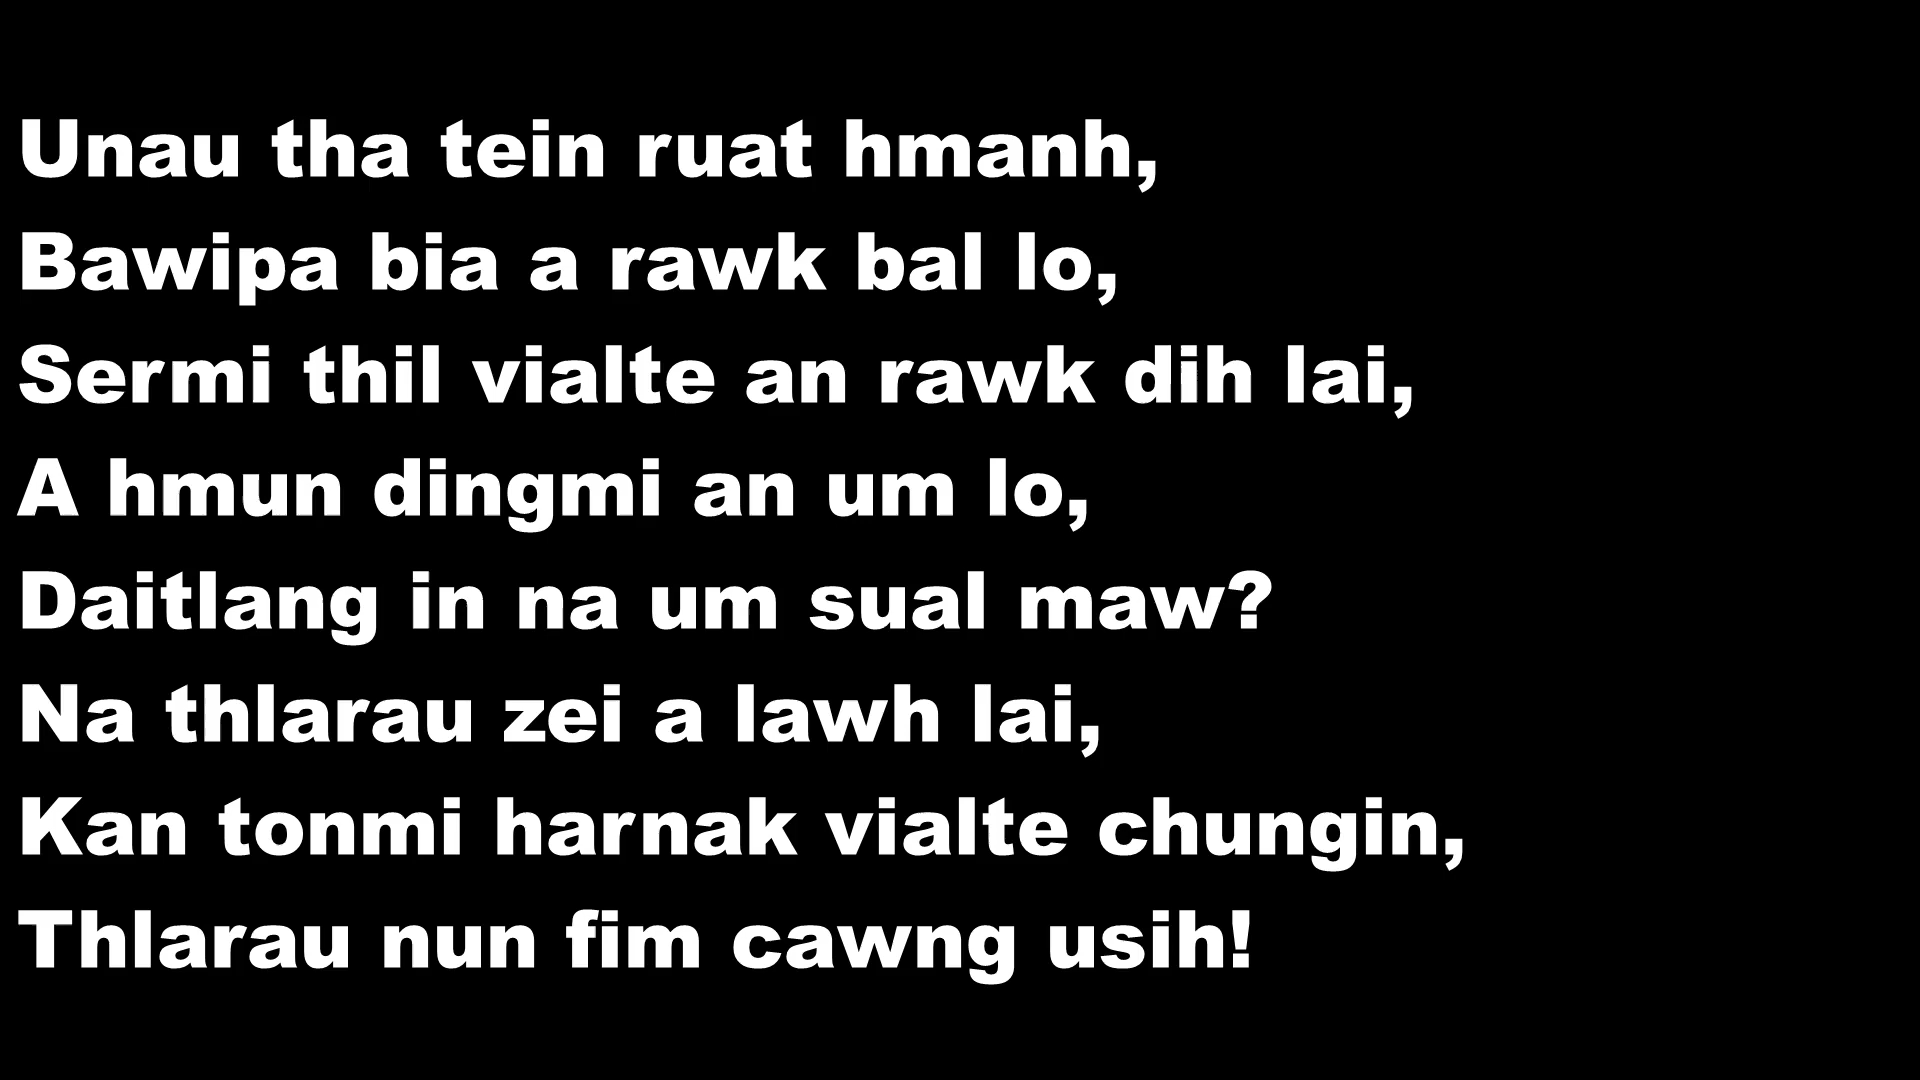 Unau tha tein ruat hmanh,
Bawipa bia a rawk bal lo,
Sermi thil vialte an rawk dih lai,
A hmun dingmi an um lo,
Daitlang in na um sual maw?
Na thlarau zei a lawh lai,
Kan tonmi harnak vialte chungin,
Thlarau nun fim cawng usih!